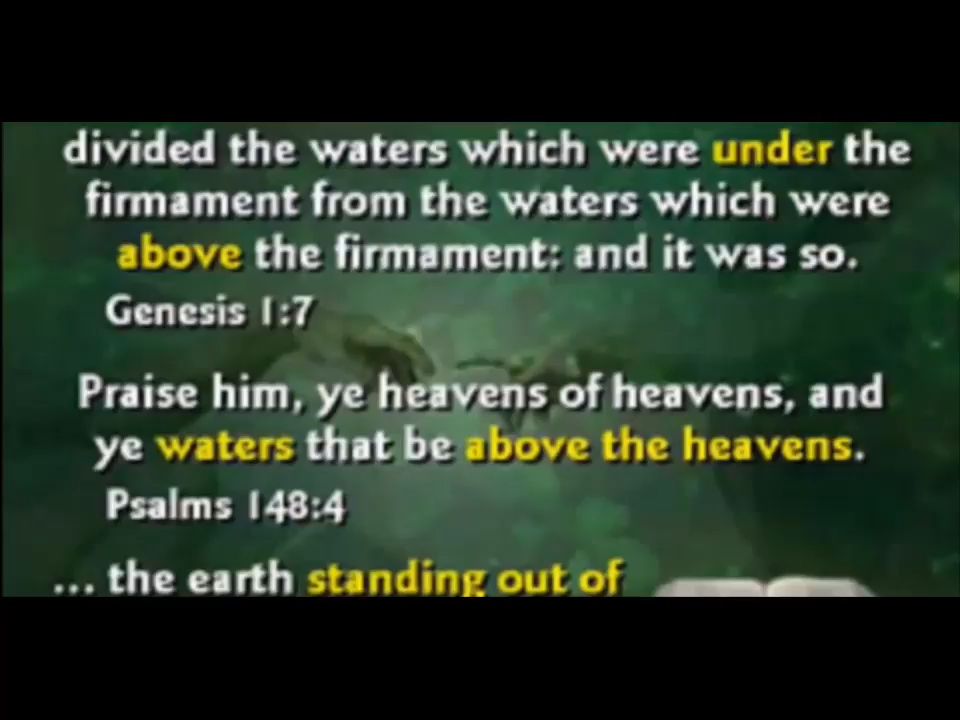 divided the waters which were under the
firmament from the waters which were
above the firmament: and it was so.
Genesis 1:7
Praise him, ye heavens of heavens, and
ye waters that be above the heavens.
Psalms 148:4
... the earth standing out of